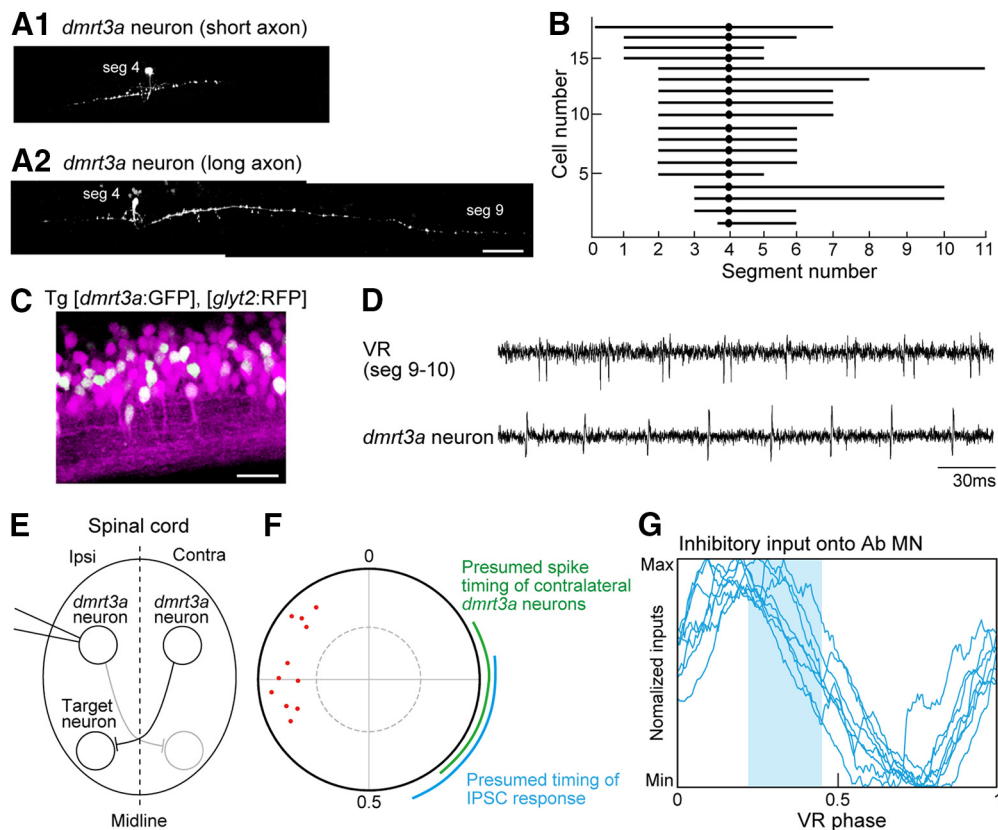 A1 dmrt3a neuron (short axon)
seg 4
A2 dmrt3a neuron (long axon)
seg 4
seg 9
B
Cell number
15
10
5
0 1 2 3 4 5 6 7 8 9 10 11
Segment number
C Tg [dmrt3a:GFP], [glyt2:RFP]
D
VR
(seg 9-10)
dmrt3a neuron
30ms
E
Spinal cord
Ipsi
Contra
dmrt3a
neuron
dmrt3a
neuron
Target
neuron
Midline
F
0
0.5
Presumed spike
timing of contralateral
dmrt3a neurons
Presumed timing of
IPSC response
G
Inhibitory input onto Ab MN
Max
Nomalized inputs
Min
0 0.5 1
VR phase